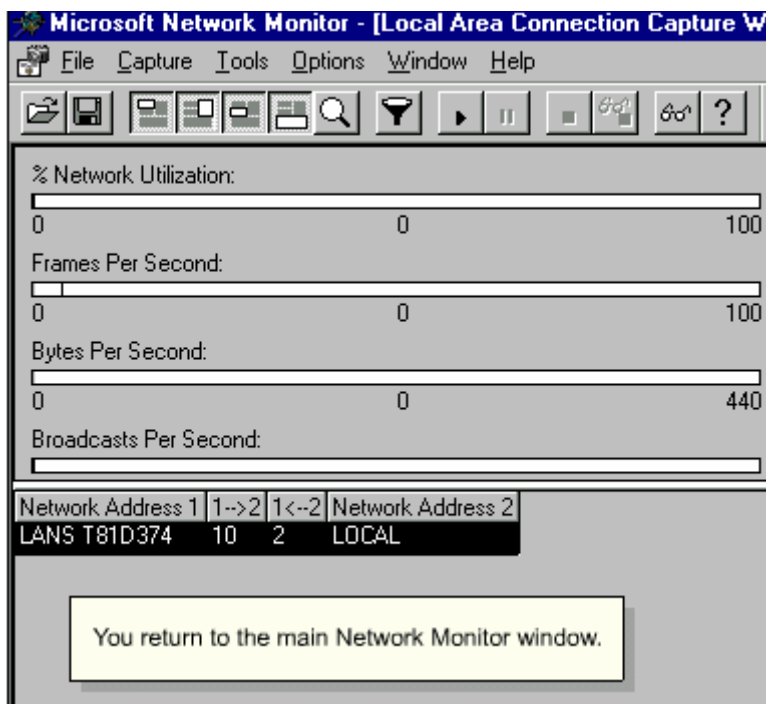 Microsoft Network Monitor - [Local Area Connection Capture W
File Capture Tools Options Window Help
?
% Network Utilization:
0 0 100
Frames Per Second:
0 0 100
Bytes Per Second:
0 0 440
Broadcasts Per Second:
Network Address 1 1-->2 1<--2 Network Address 2
LANS T81D374 10 2 LOCAL
You return to the main Network Monitor window.